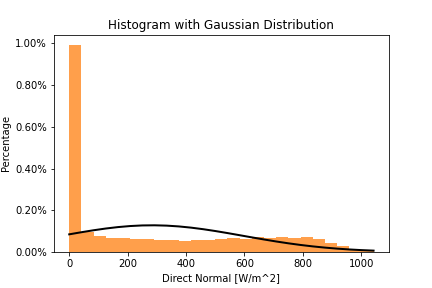 Histogram with Gaussian Distribution
1.00%
0.80%
0.60%
0.40%
0.20%
0.00%
Percentage
0 200 400 600 800 1000
Direct Normal [W/m^2]